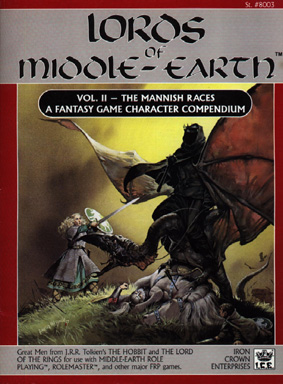 St. #8003
LORDS
OF
MIDDLE-EARTH™
VOL. II – THE MANNISH RACES
A FANTASY GAME CHARACTER COMPENDIUM
Great Men from J.R.R. Tolkien's THE HOBBIT and THE LORD
OF THE RINGS for use with MIDDLE-EARTH ROLE
PLAYING™, ROLEMASTER™, and other major FRP games.
IRON
CROWN
ENTERPRISES
I.C.E.